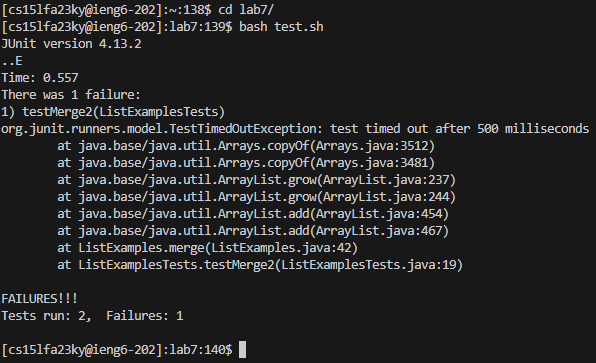 [cs15lfa23ky@ieng6-202]:~:138$ cd lab7/
[cs15lfa23ky@ieng6-202]:lab7:139$ bash test.sh
JUnit version 4.13.2
..E
Time: 0.557
There was 1 failure:
1) testMerge2(ListExamplesTests)
org.junit.runners.model.TestTimedOutException: test timed out after 500 milliseconds
        at java.base/java.util.Arrays.copyOf(Arrays.java:3512)
        at java.base/java.util.Arrays.copyOf(Arrays.java:3481)
        at java.base/java.util.ArrayList.grow(ArrayList.java:237)
        at java.base/java.util.ArrayList.grow(ArrayList.java:244)
        at java.base/java.util.ArrayList.add(ArrayList.java:454)
        at java.base/java.util.ArrayList.add(ArrayList.java:467)
        at ListExamples.merge(ListExamples.java:42)
        at ListExamplesTests.testMerge2(ListExamplesTests.java:19)

FAILURES!!!
Tests run: 2,  Failures: 1

[cs15lfa23ky@ieng6-202]:lab7:140$